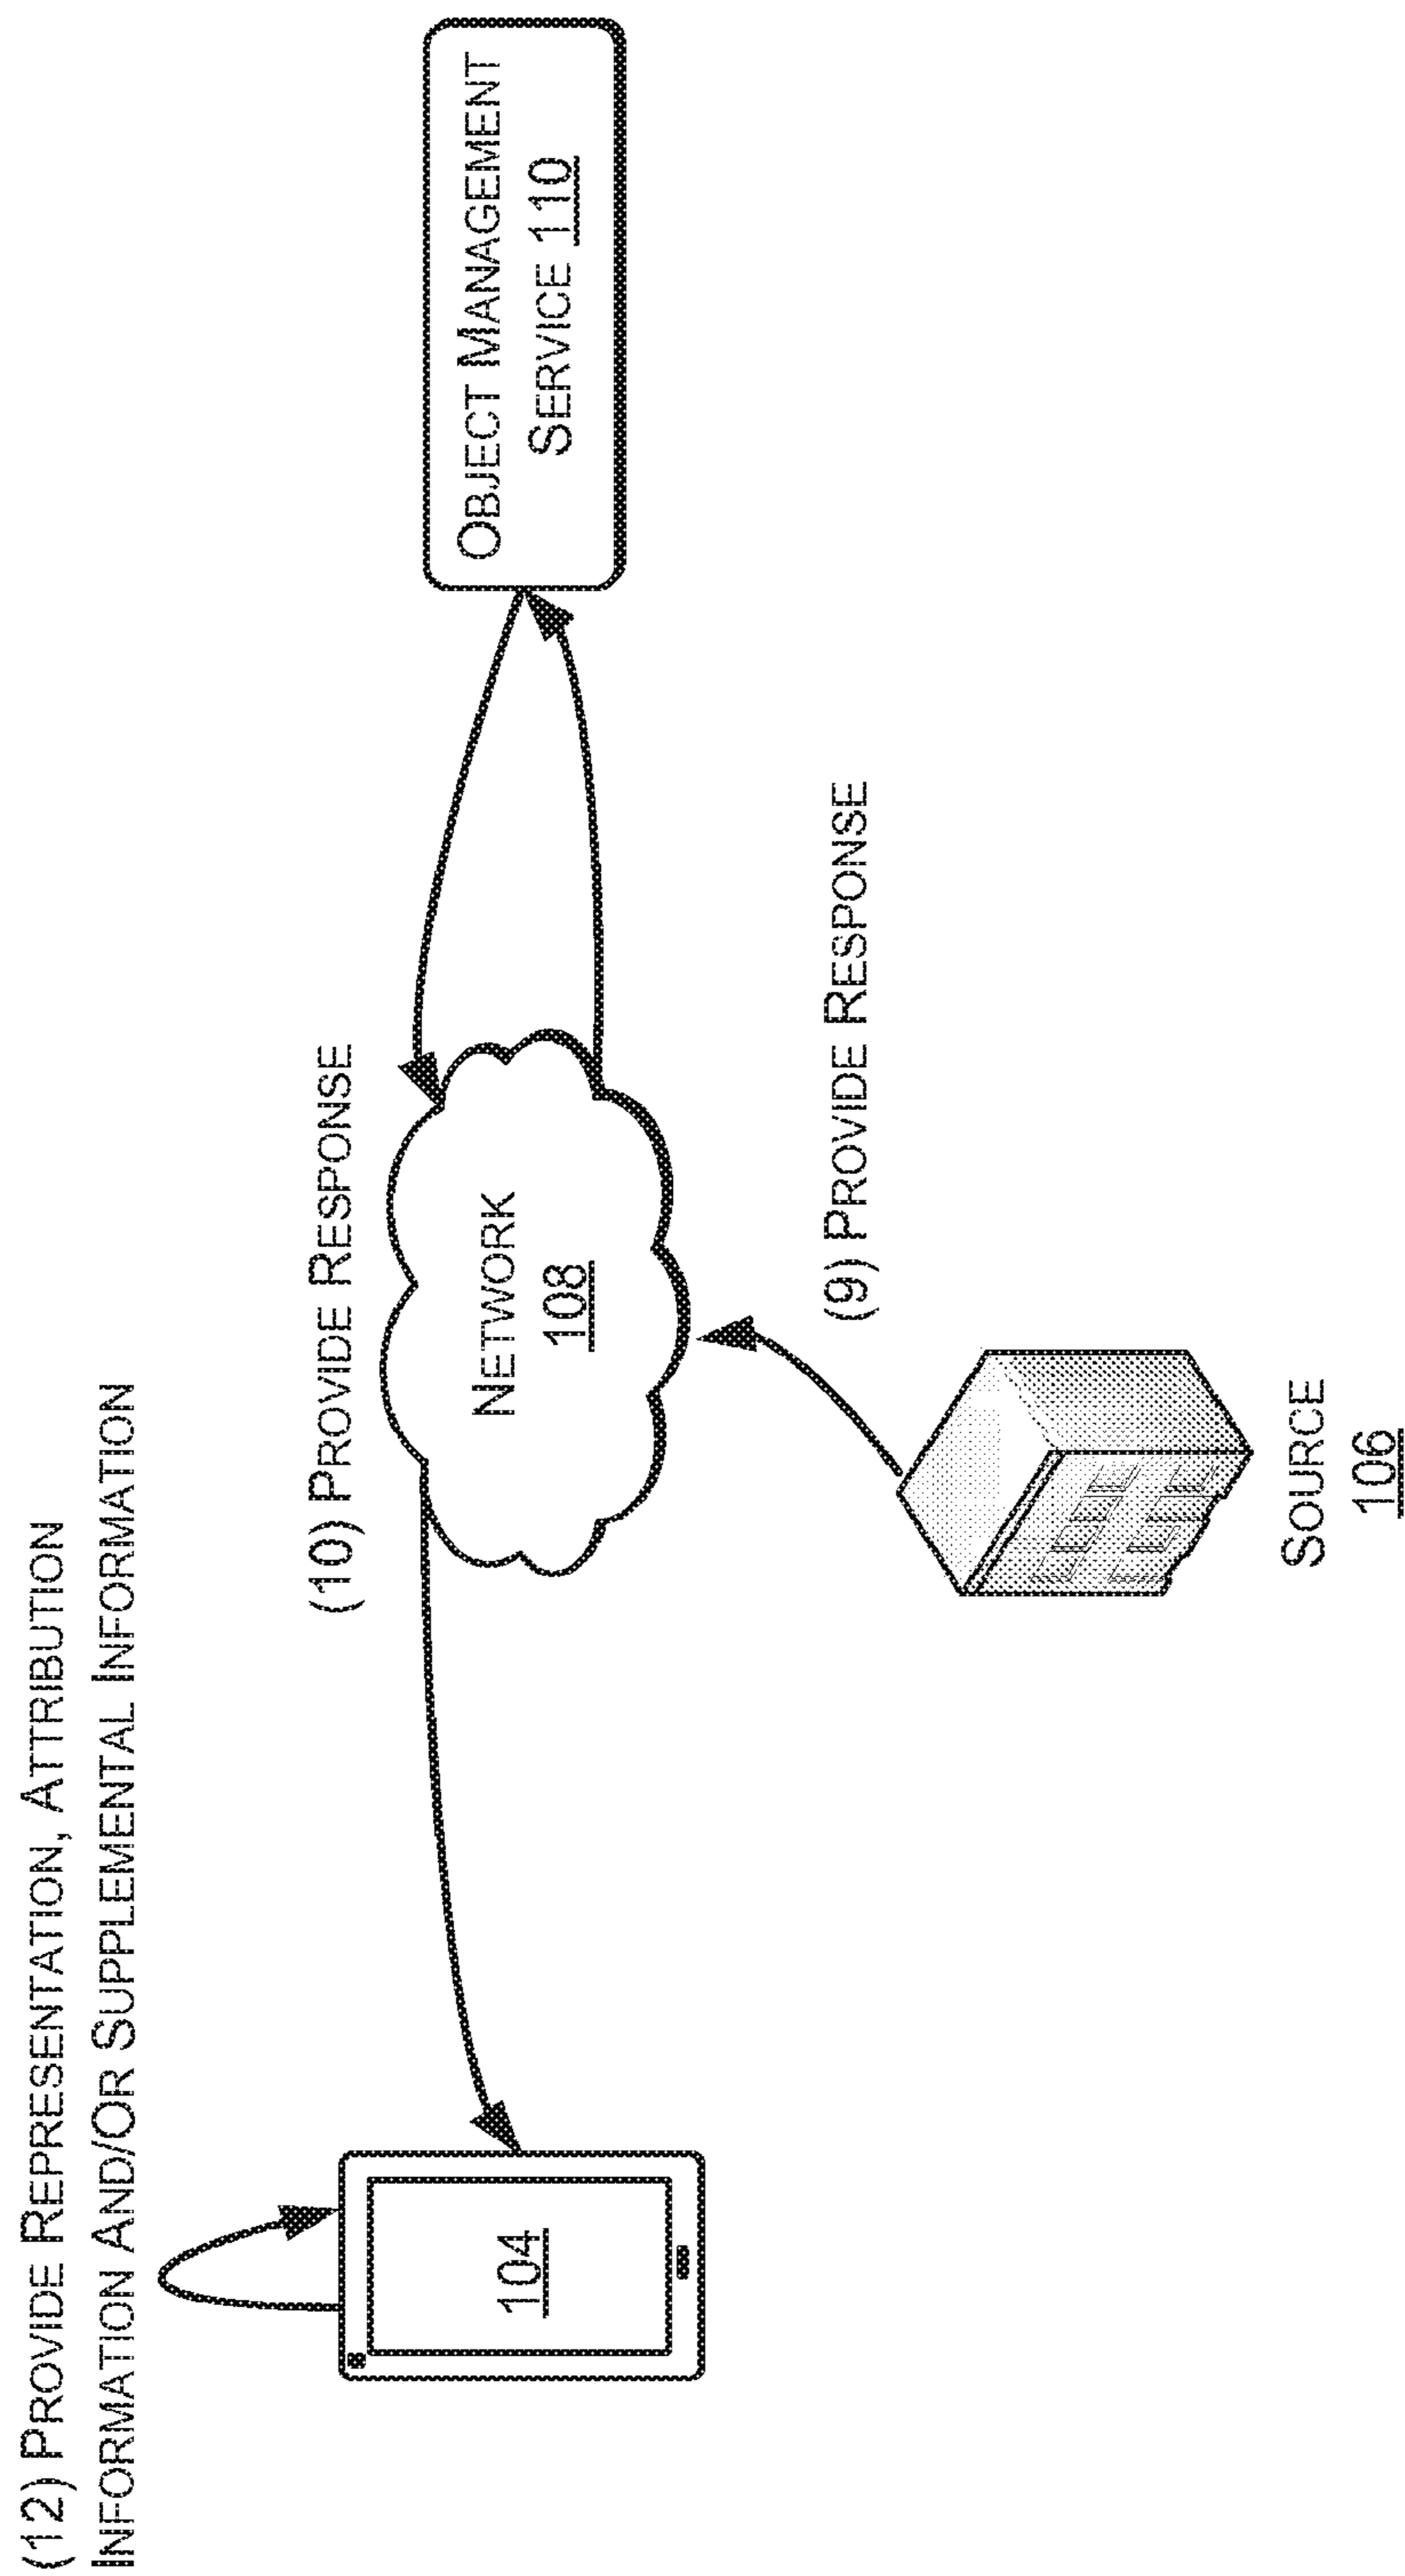 (12) PROVIDE REPRESENTATION, ATTRIBUTION
INFORMATION AND/OR SUPPLEMENTAL INFORMATION
(10) PROVIDE RESPONSE
104
NETWORK
108
OBJECT MANAGEMENT
SERVICE 110
(9) PROVIDE RESPONSE
SOURCE
106